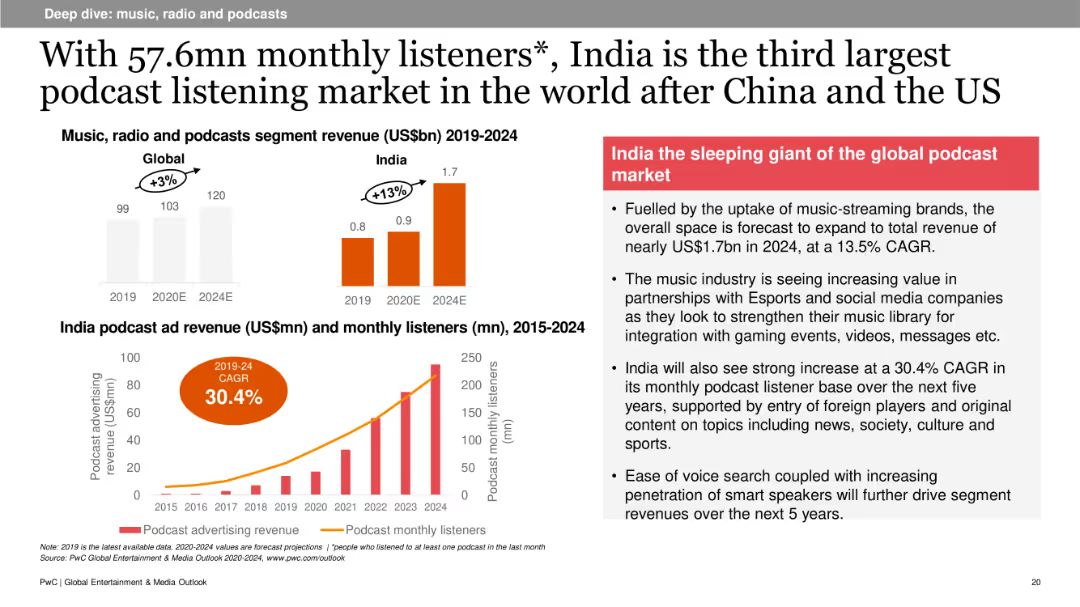 Deep dive: music, radio and podcasts
With 57.6mn monthly listeners*, India is the third largest
podcast listening market in the world after China and the US
Music, radio and podcasts segment revenue (US$bn) 2019-2024
Global
+3%
99
103
120
2019
2020E
2024E
India
+13%
0.8
0.9
1.7
2019
2020E
2024E
India podcast ad revenue (US$mn) and monthly listeners (mn), 2015-2024
2019-24
CAGR
30.4%
Podcast advertising
revenue (US$mn)
100
80
60
40
20
0
250
200
150
100
50
0
Podcast monthly listeners
(mn)
2015 2016 2017 2018 2019 2020 2021 2022 2023 2024
Podcast advertising revenue
Podcast monthly listeners
Note: 2019 is the latest available data. 2020-2024 values are forecast projections | *people who listened to at least one podcast in the last month
Source: PwC Global Entertainment & Media Outlook 2020-2024, www.pwc.com/outlook
India the sleeping giant of the global podcast
market
• Fuelled by the uptake of music-streaming brands, the
overall space is forecast to expand to total revenue of
nearly US$1.7bn in 2024, at a 13.5% CAGR.
• The music industry is seeing increasing value in
partnerships with Esports and social media companies
as they look to strengthen their music library for
integration with gaming events, videos, messages etc.
• India will also see strong increase at a 30.4% CAGR in
its monthly podcast listener base over the next five
years, supported by entry of foreign players and original
content on topics including news, society, culture and
sports.
• Ease of voice search coupled with increasing
penetration of smart speakers will further drive segment
revenues over the next 5 years.
PwC | Global Entertainment & Media Outlook
20